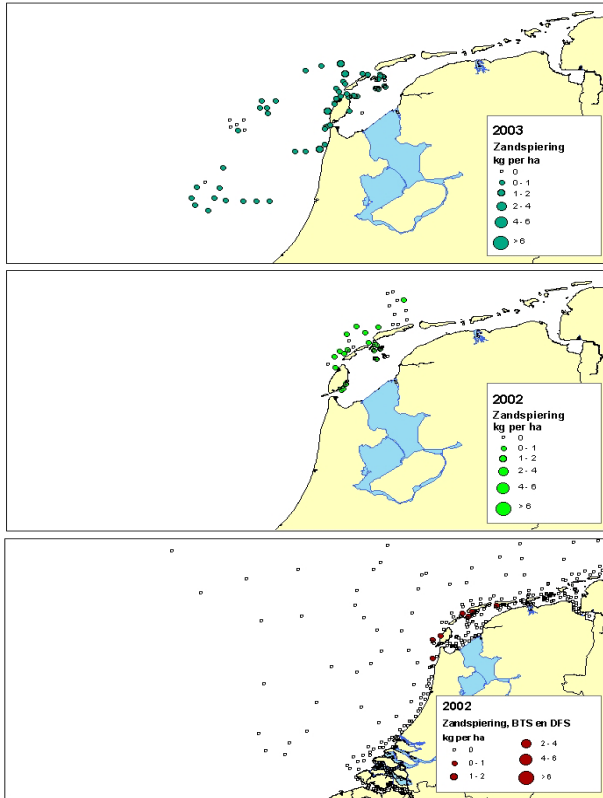 2003
Zandspiering
kg per ha
0
0 - 1
1 - 2
2 - 4
4 - 6
>6
2002
Zandspiering
kg per ha
0
0 - 1
1 - 2
2 - 4
4 - 6
>6
2002
Zandspiering, BTS en DFS
kg per ha
0
0 - 1
1 - 2
2 - 4
4 - 6
>6